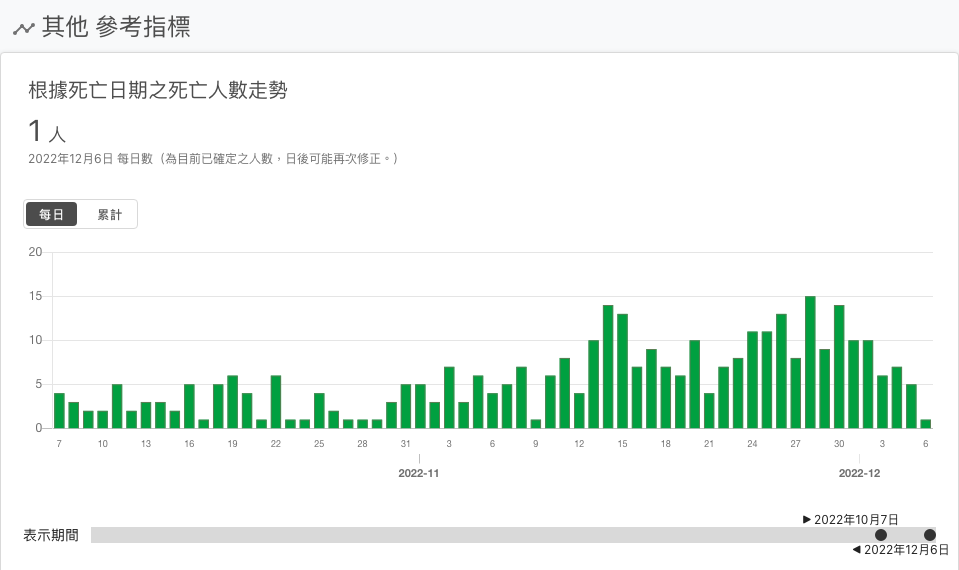 其他 參考指標
根據死亡日期之死亡人數走勢
1 人
2022年12月6日 每日數（為目前已確定之人數，日後可能再次修正。）
每日 累計
20
15
10
5
0
7 10 13 16 19 22 25 28 31 3 6 9 12 15 18 21 24 27 30 3 6
2022-11 2022-12
▶ 2022年10月7日
表示期間
◀ 2022年12月6日